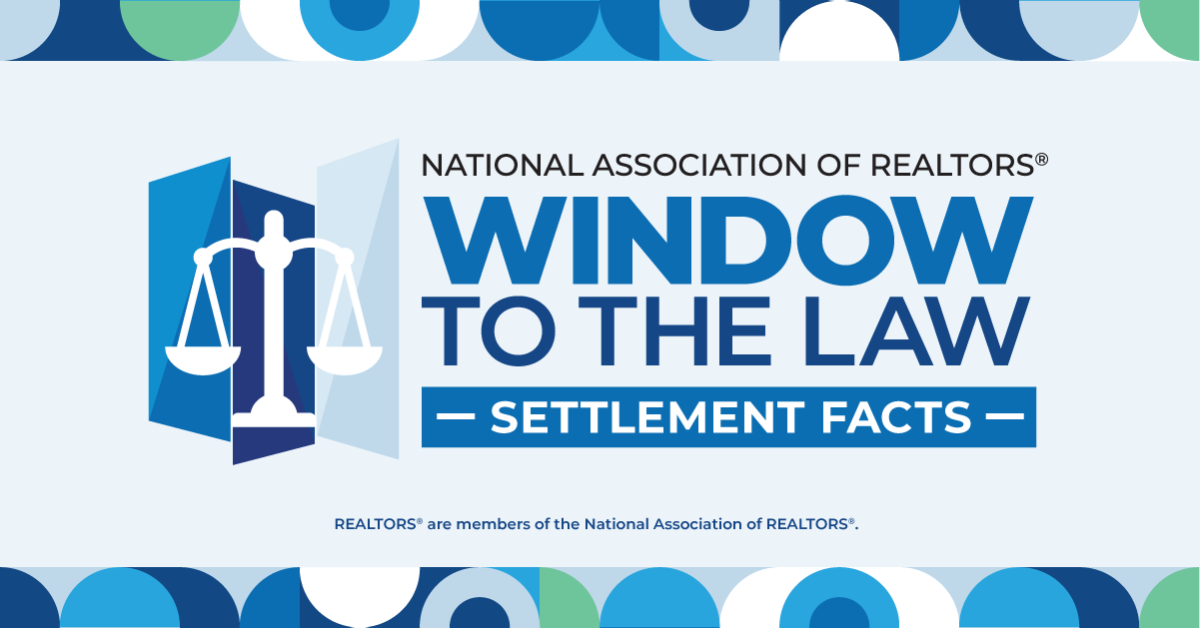 NATIONAL ASSOCIATION OF REALTORS®
WINDOW
TO THE LAW
— SETTLEMENT FACTS —
REALTORS® are members of the National Association of REALTORS®.